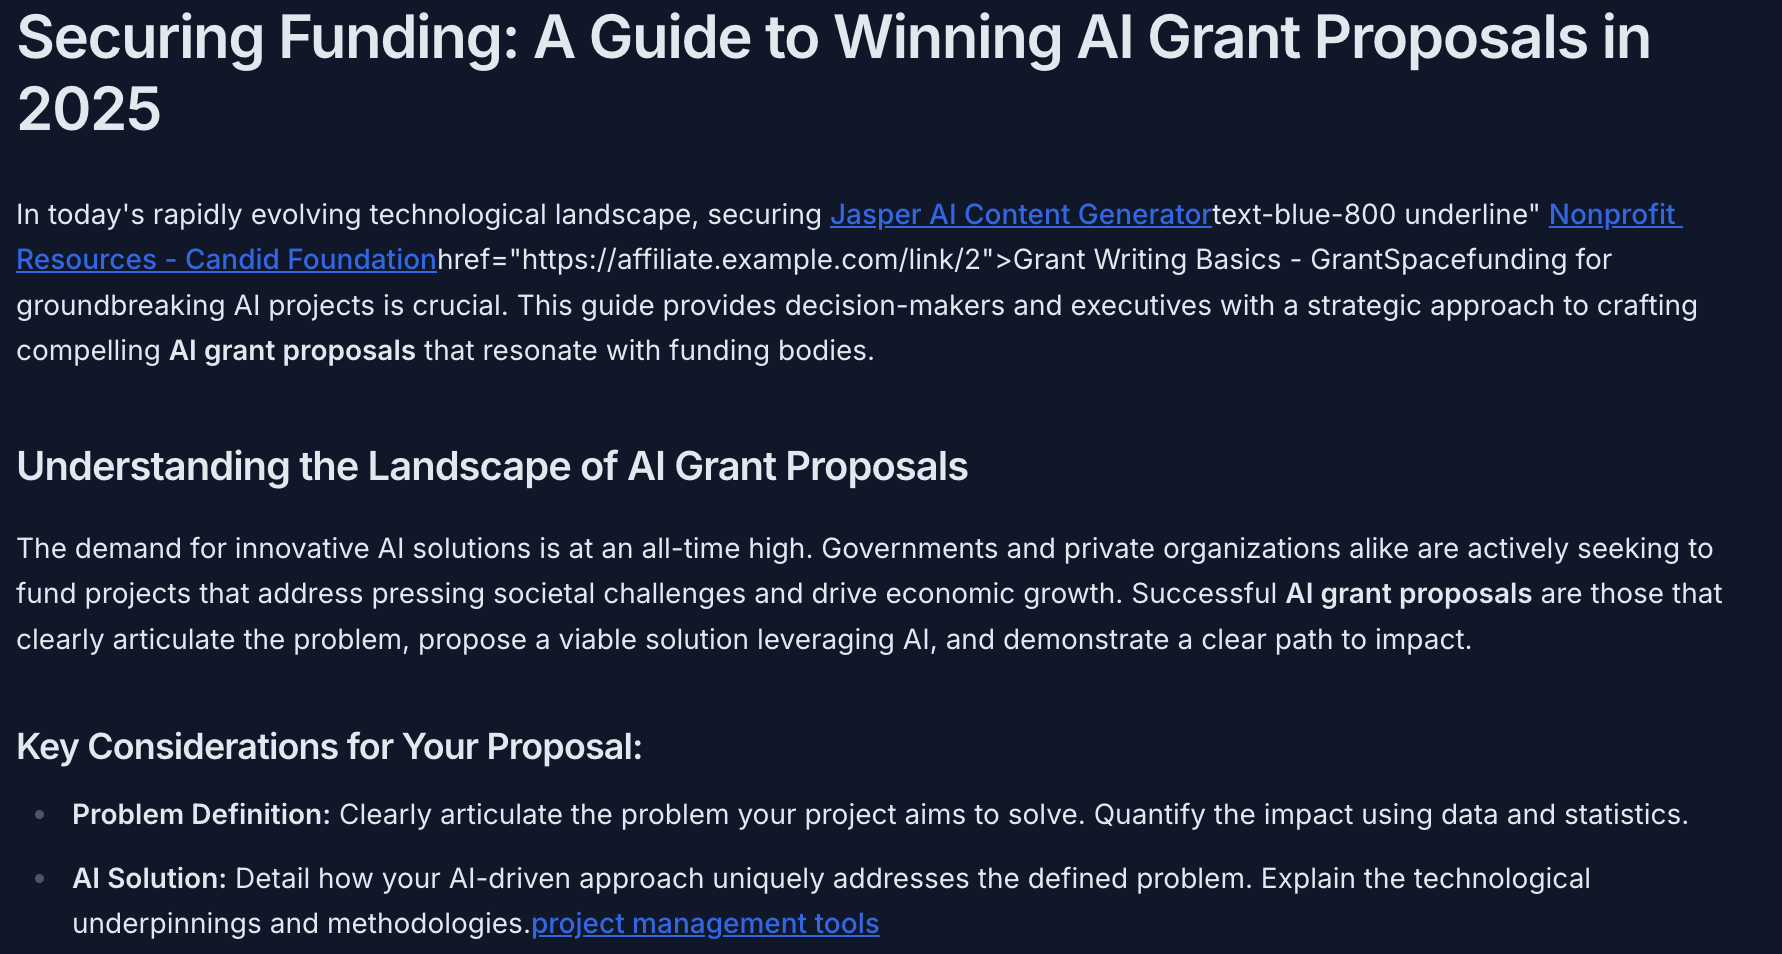 Securing Funding: A Guide to Winning AI Grant Proposals in
2025
In today's rapidly evolving technological landscape, securing Jasper AI Content Generatortext-blue-800 underline" Nonprofit
Resources - Candid Foundationhref="https://affiliate.example.com/link/2">Grant Writing Basics - GrantSpacefunding for
groundbreaking AI projects is crucial. This guide provides decision-makers and executives with a strategic approach to crafting
compelling AI grant proposals that resonate with funding bodies.
Understanding the Landscape of AI Grant Proposals
The demand for innovative AI solutions is at an all-time high. Governments and private organizations alike are actively seeking to
fund projects that address pressing societal challenges and drive economic growth. Successful AI grant proposals are those that
clearly articulate the problem, propose a viable solution leveraging AI, and demonstrate a clear path to impact.
Key Considerations for Your Proposal:
• Problem Definition: Clearly articulate the problem your project aims to solve. Quantify the impact using data and statistics.
• AI Solution: Detail how your AI-driven approach uniquely addresses the defined problem. Explain the technological
underpinnings and methodologies.project management tools